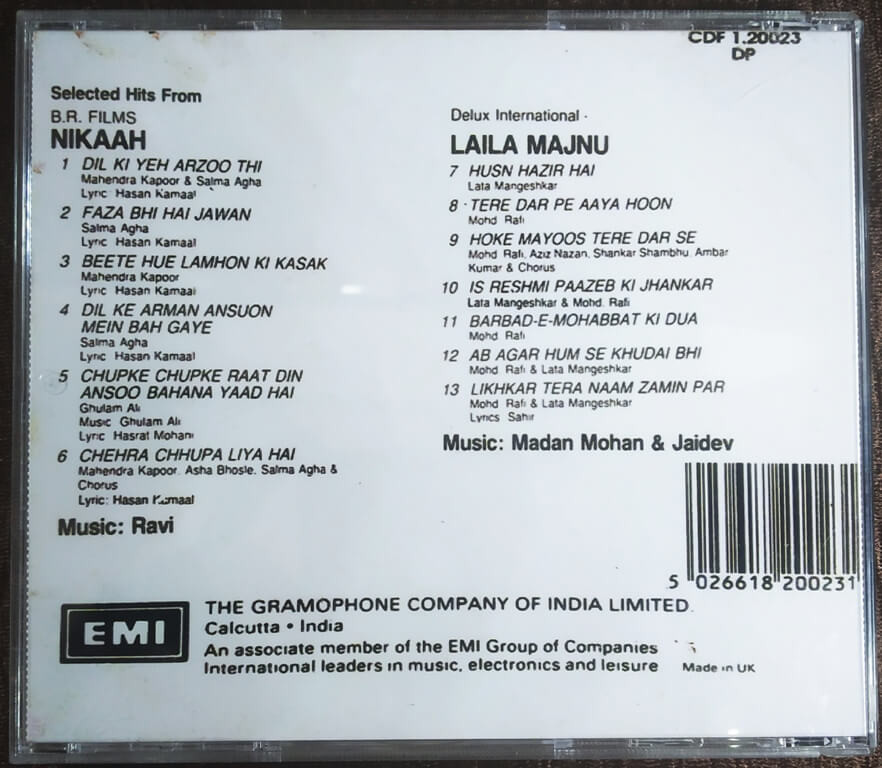 CDF 1.20023
DP
Selected Hits From
B.R. FILMS
NIKAAH
1 DIL KI YEH ARZOO THI
Mahendra Kapoor & Salma Agha
Lyric Hasan Kamaal
2 FAZA BHI HAI JAWAN
Salma Agha
Lyric Hasan Kamaal
3 BEETE HUE LAMHON KI KASAK
Mahendra Kapoor
Lyric Hasan Kamaal
4 DIL KE ARMAN ANSUON
MEIN BAH GAYE
Salma Agha
Lyric Hasan Kamaal
5 CHUPKE CHUPKE RAAT DIN
ANSOO BAHANA YAAD HAI
Ghulam Ali
Music Ghulam Ali
Lyric Hasrat Mohani
6 CHEHRA CHHUPA LIYA HAI
Mahendra Kapoor, Asha Bhosle, Salma Agha &
Chorus
Lyric: Hasan Kamaal
Music: Ravi
Delux International
LAILA MAJNU
7 HUSN HAZIR HAI
Lata Mangeshkar
8 TERE DAR PE AAYA HOON
Mohd Rafi
9 HOKE MAYOOS TERE DAR SE
Mohd Rafi, Aziz Nazan, Shankar Shambhu, Ambar
Kumar & Chorus
10 IS RESHMI PAAZEB KI JHANKAR
Lata Mangeshkar & Mohd. Rafi
11 BARBAD-E-MOHABBAT KI DUA
Mohd Rafi
12 AB AGAR HUM SE KHUDAI BHI
Mohd Rafi & Lata Mangeshkar
13 LIKHKAR TERA NAAM ZAMIN PAR
Mohd Rafi & Lata Mangeshkar
Lyrics Sahir
Music: Madan Mohan & Jaidev
5 026618 200231
EMI
THE GRAMOPHONE COMPANY OF INDIA LIMITED
Calcutta • India
An associate member of the EMI Group of Companies
International leaders in music, electronics and leisure
Made in UK